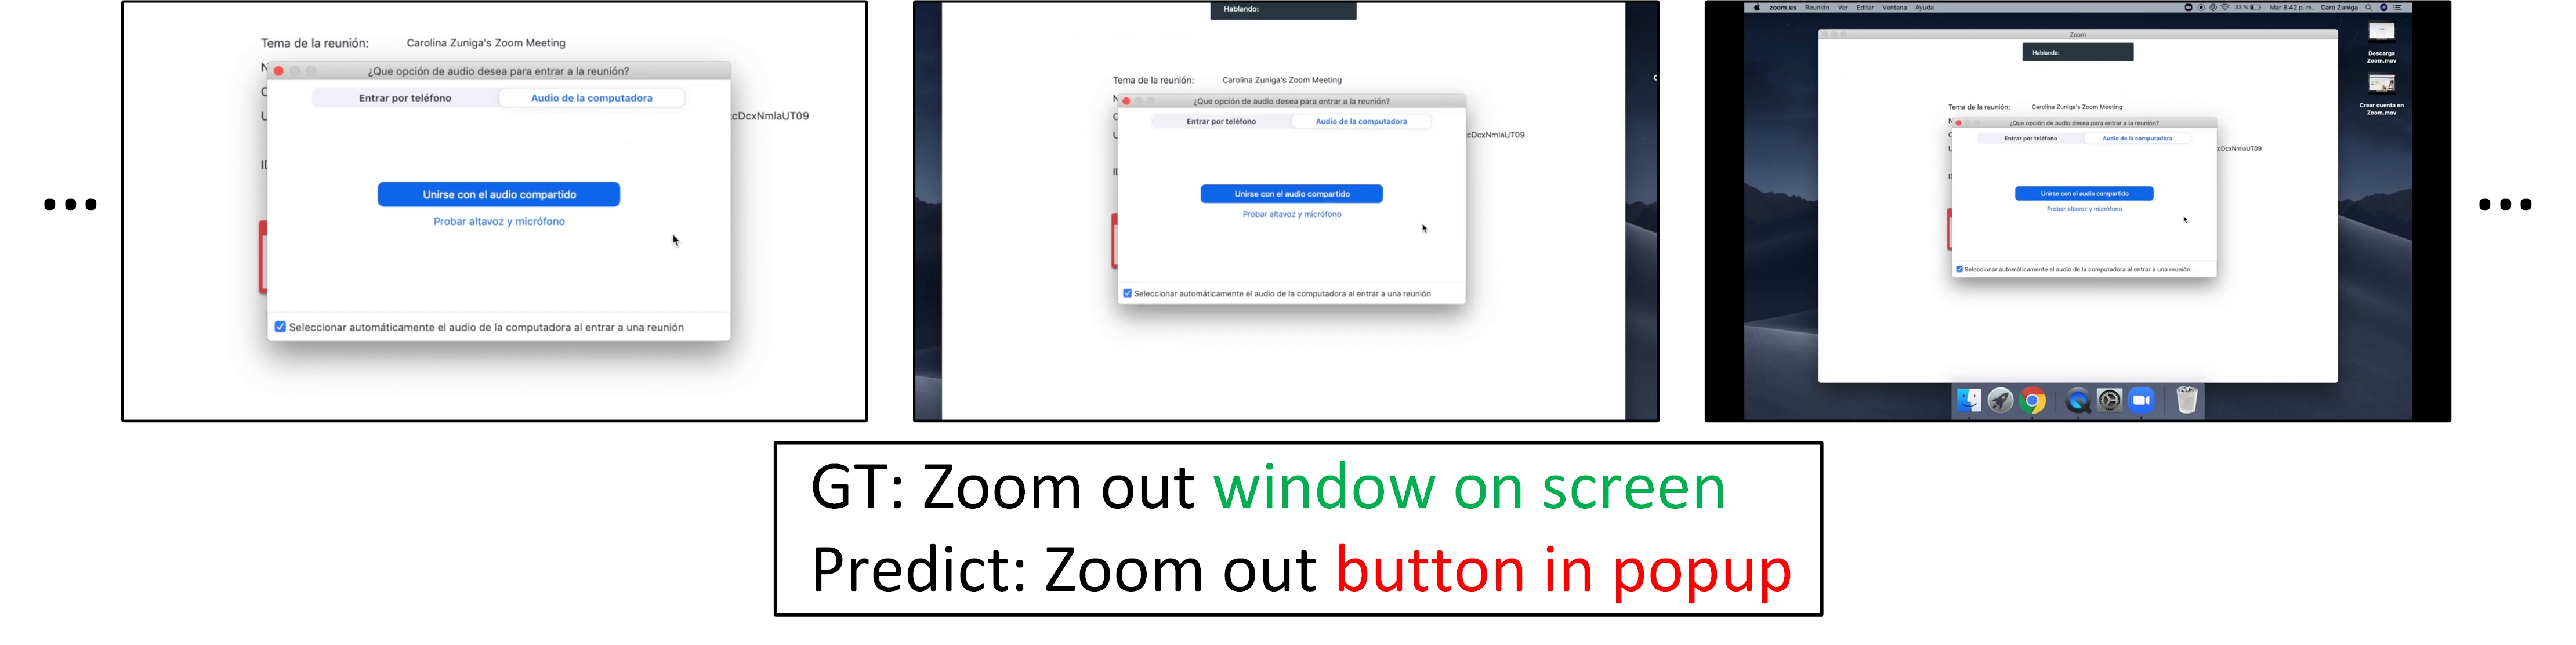 ...
Tema de la reunión: Carolina Zuniga's Zoom Meeting
N
¿Que opción de audio desea para entrar a la reunión?
C
Entrar por teléfono Audio de la computadora
U
:cDcxNmlaUT09
ID
Unirse con el audio compartido
Probar altavoz y micrófono
Seleccionar automáticamente el audio de la computadora al entrar a una reunión
Hablando:
Tema de la reunión: Carolina Zuniga's Zoom Meeting
N
¿Que opción de audio desea para entrar a la reunión?
C
Entrar por teléfono Audio de la computadora
U
:cDcxNmlaUT09
Unirse con el audio compartido
Probar altavoz y micrófono
Seleccionar automáticamente el audio de la computadora al entrar a una reunión
zoom.us Reunión Ver Editar Ventana Ayuda 33 % Mar 8:42 p. m. Caro Zuniga
Zoom
Hablando:
Descarga
Zoom.mov
Crear cuenta en
Zoom.mov
Tema de la reunión: Carolina Zuniga's Zoom Meeting
N
¿Que opción de audio desea para entrar a la reunión?
C
Entrar por teléfono Audio de la computadora
U
:cDcxNmlaUT09
Unirse con el audio compartido
Probar altavoz y micrófono
Seleccionar automáticamente el audio de la computadora al entrar a una reunión
...
GT: Zoom out window on screen
Predict: Zoom out button in popup